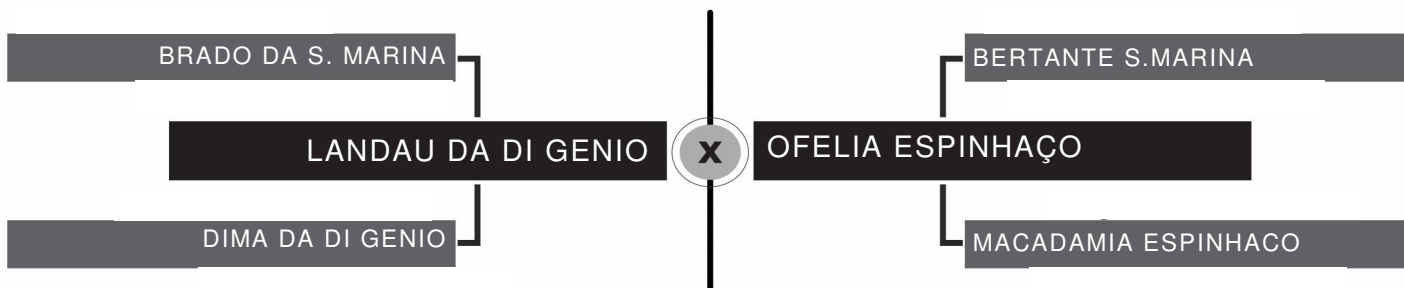 BRADO DA S. MARINA
BERTANTE S.MARINA
LANDAU DA DI GENIO
X
OFELIA ESPINHAÇO
DIMA DA DI GENIO
MACADAMIA ESPINHACO